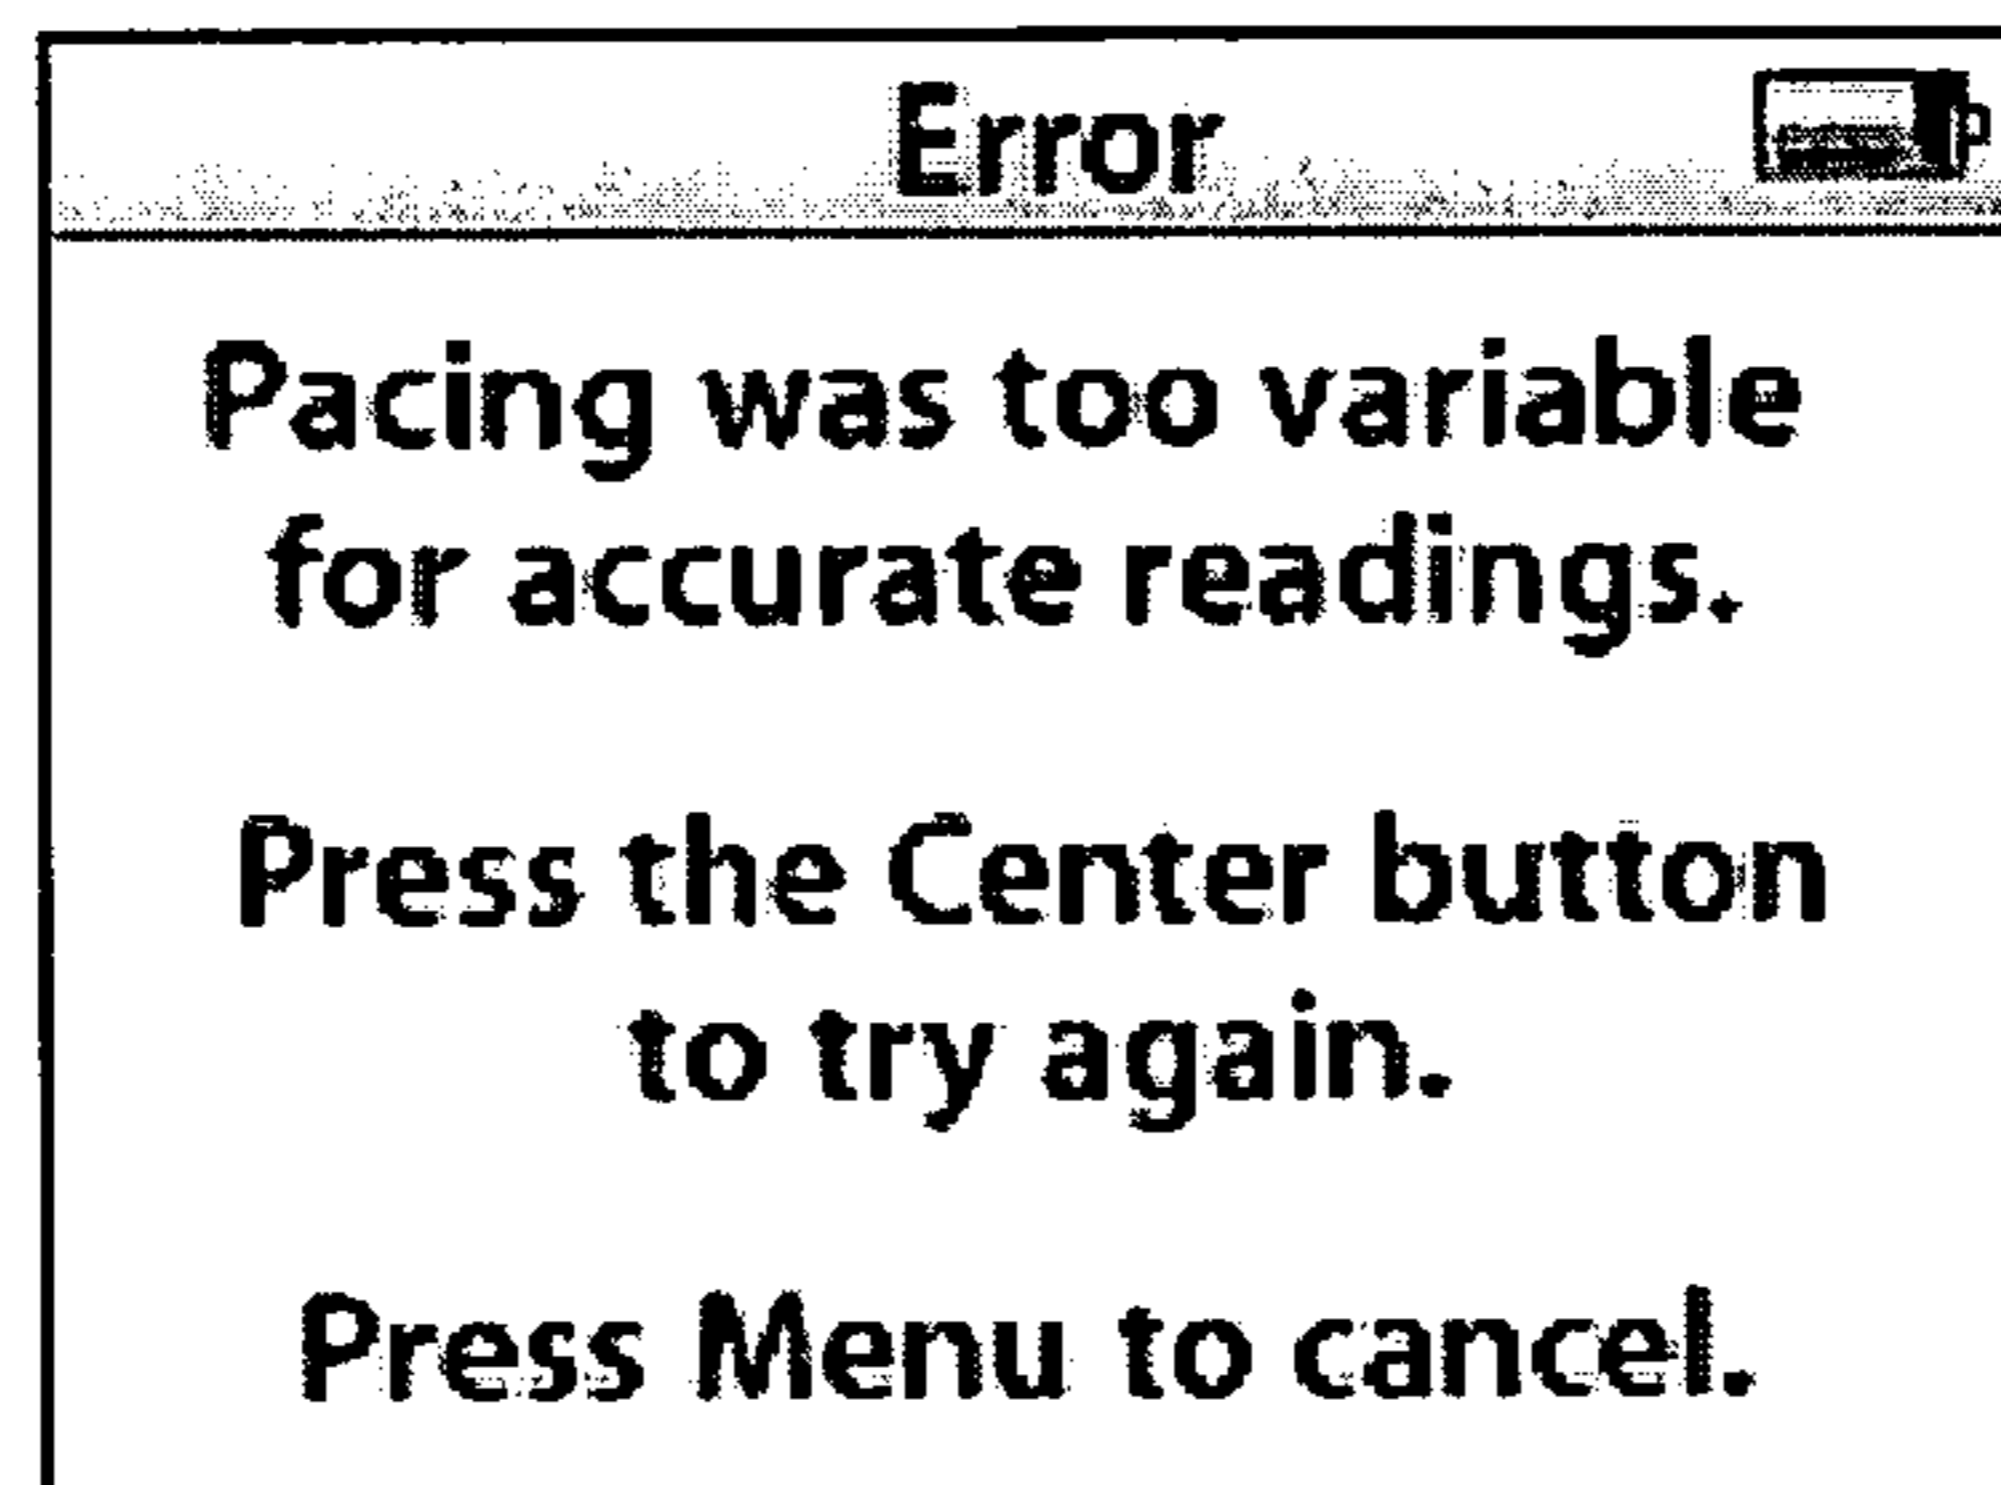 Error
Pacing was too variable
for accurate readings.
Press the Center button
to try again.
Press Menu to cancel.